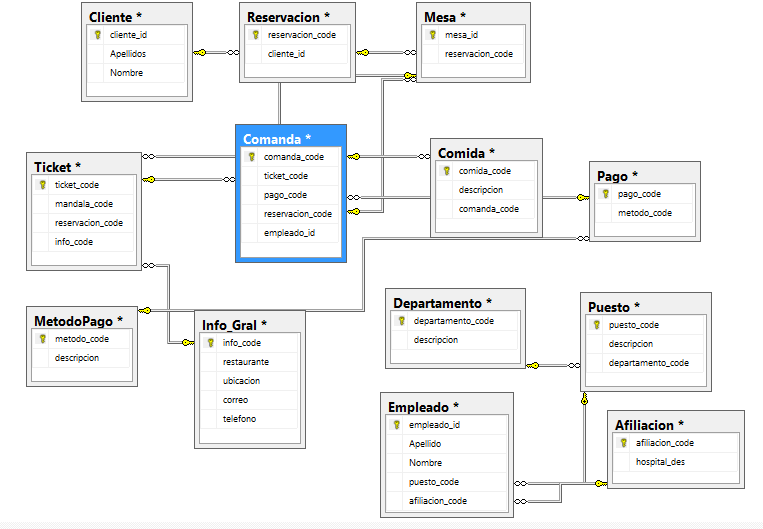 Cliente *
cliente_id
Apellidos
Nombre
Reservacion *
reservacion_code
cliente_id
Mesa *
mesa_id
reservacion_code
Comanda *
comanda_code
ticket_code
pago_code
reservacion_code
empleado_id
Ticket *
ticket_code
mandala_code
reservacion_code
info_code
Comida *
comida_code
descripcion
comanda_code
Pago *
pago_code
metodo_code
MetodoPago *
metodo_code
descripcion
Info_Gral *
info_code
restaurante
ubicacion
correo
telefono
Departamento *
departamento_code
descripcion
Puesto *
puesto_code
descripcion
departamento_code
Empleado *
empleado_id
Apellido
Nombre
puesto_code
afiliacion_code
Afiliacion *
afiliacion_code
hospital_des